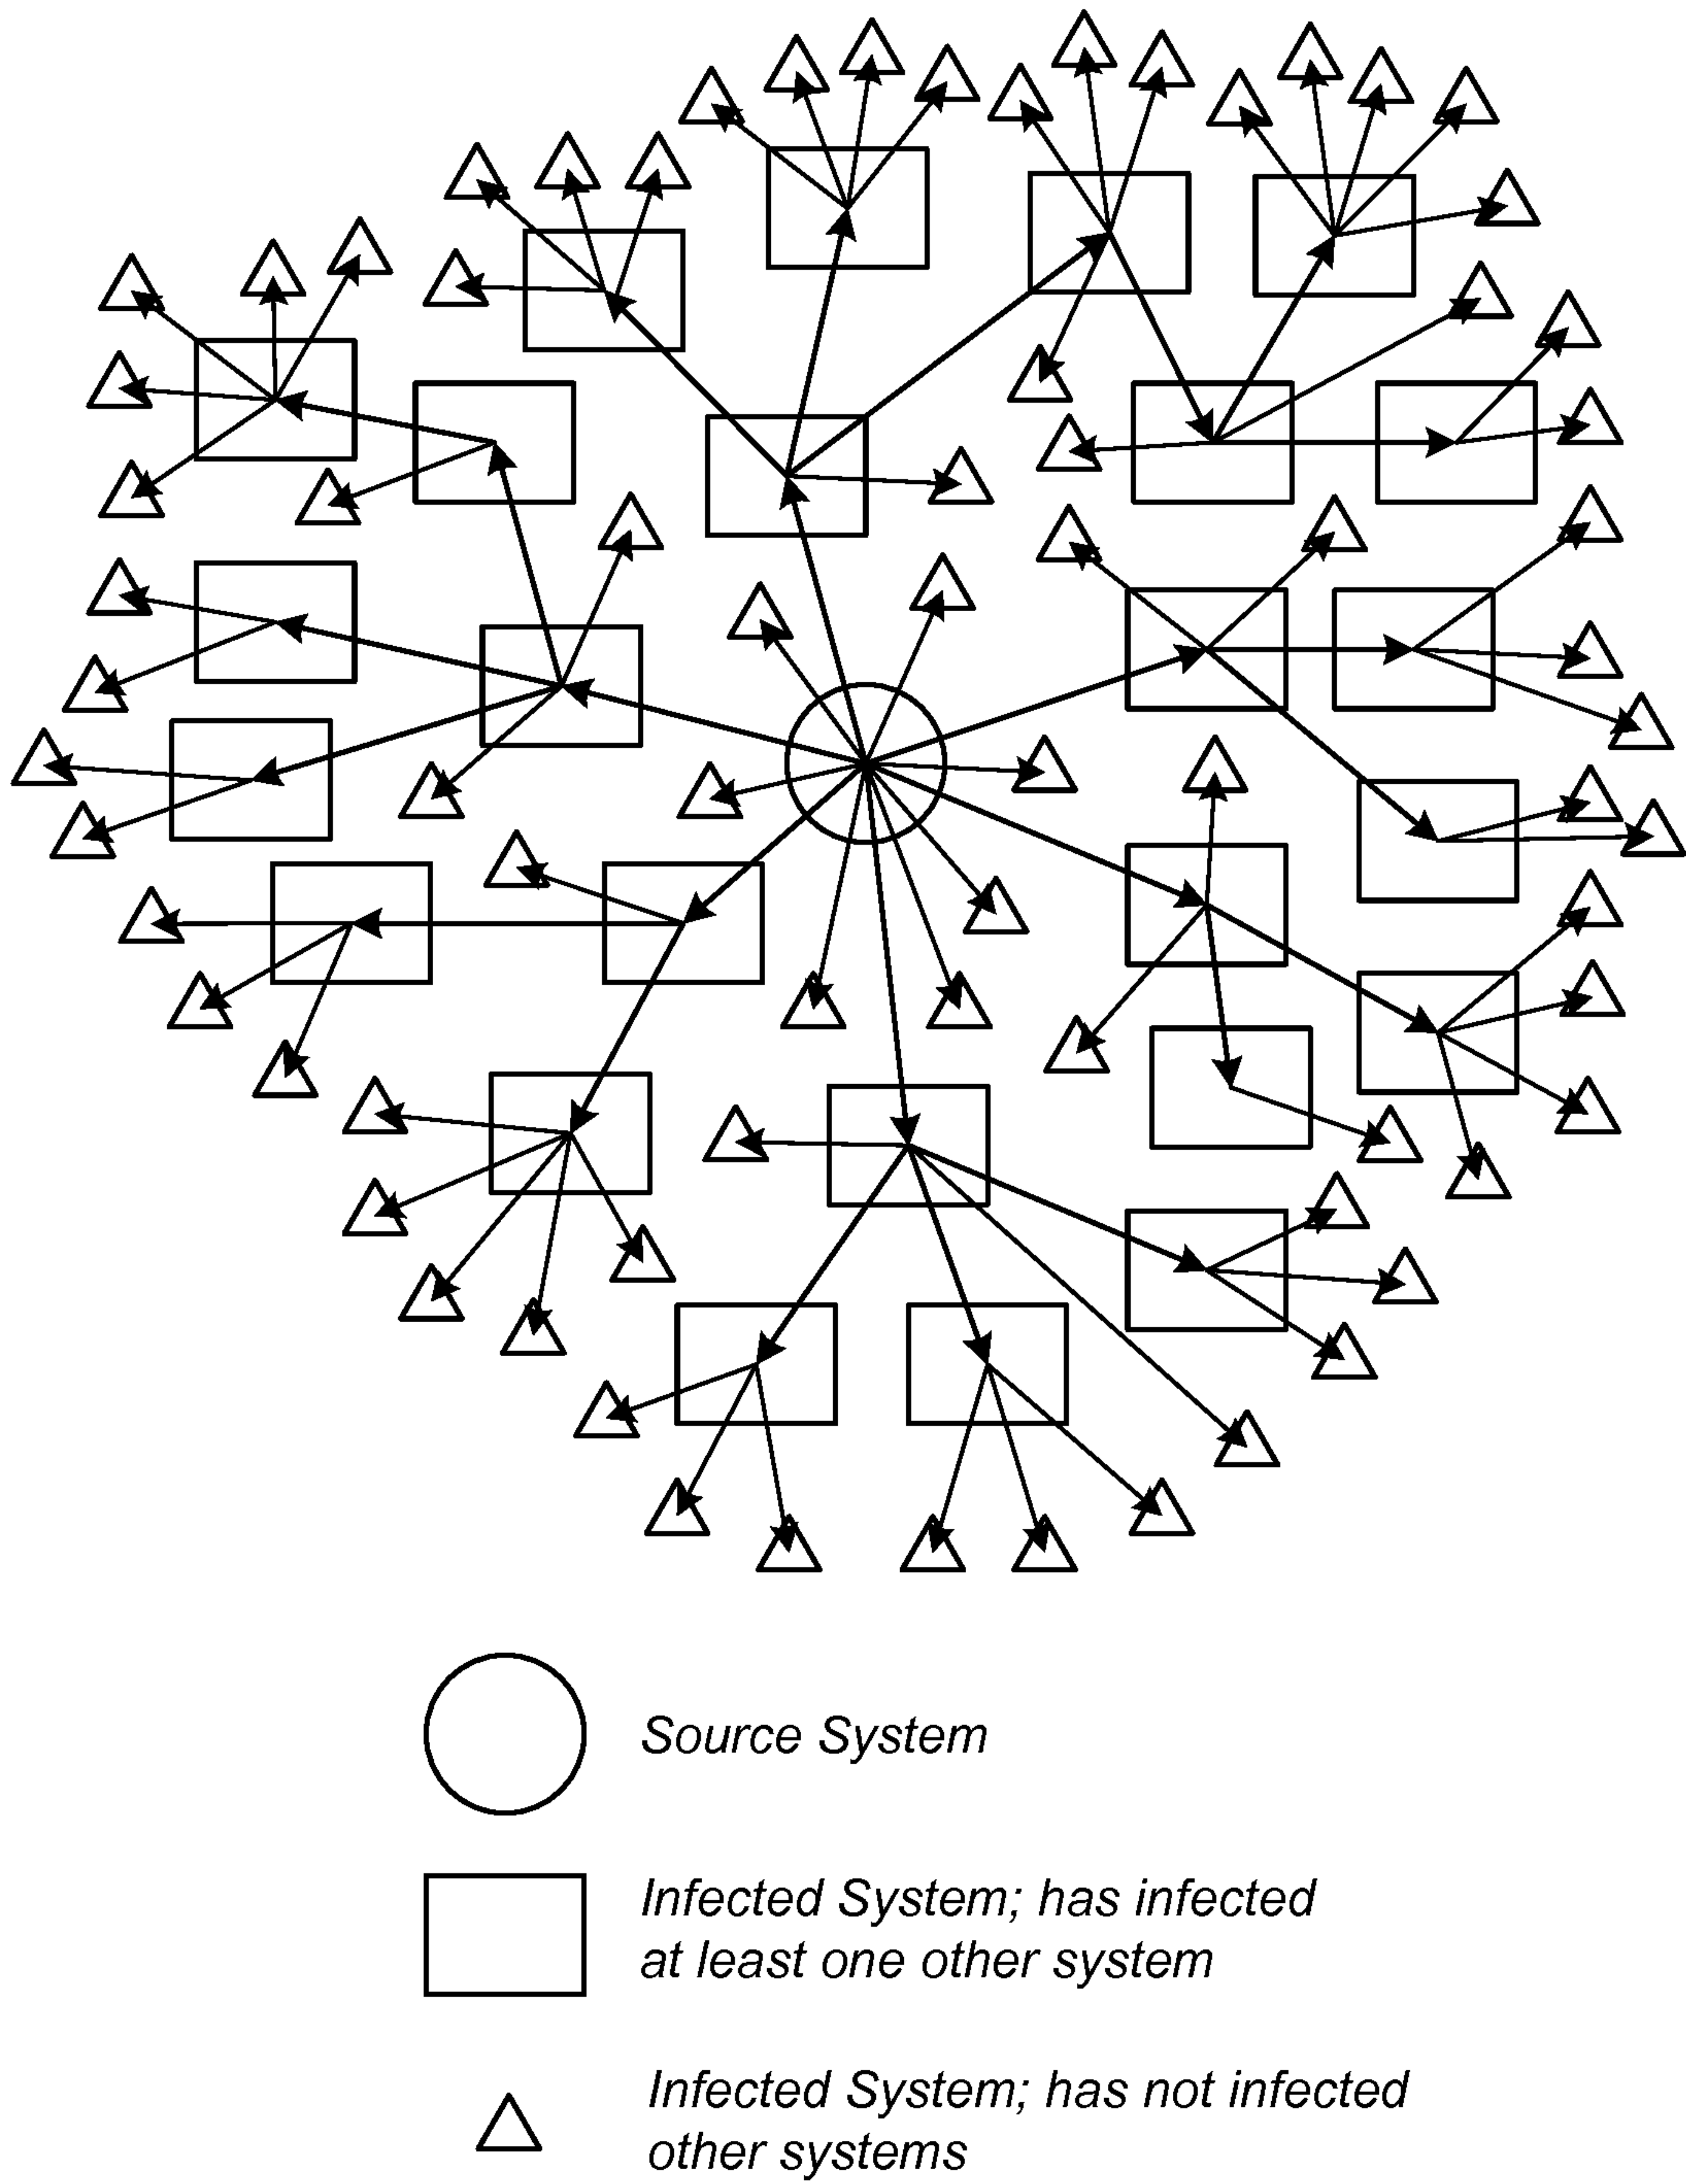 Source System
Infected System; has infected
at least one other system
Infected System; has not infected
other systems